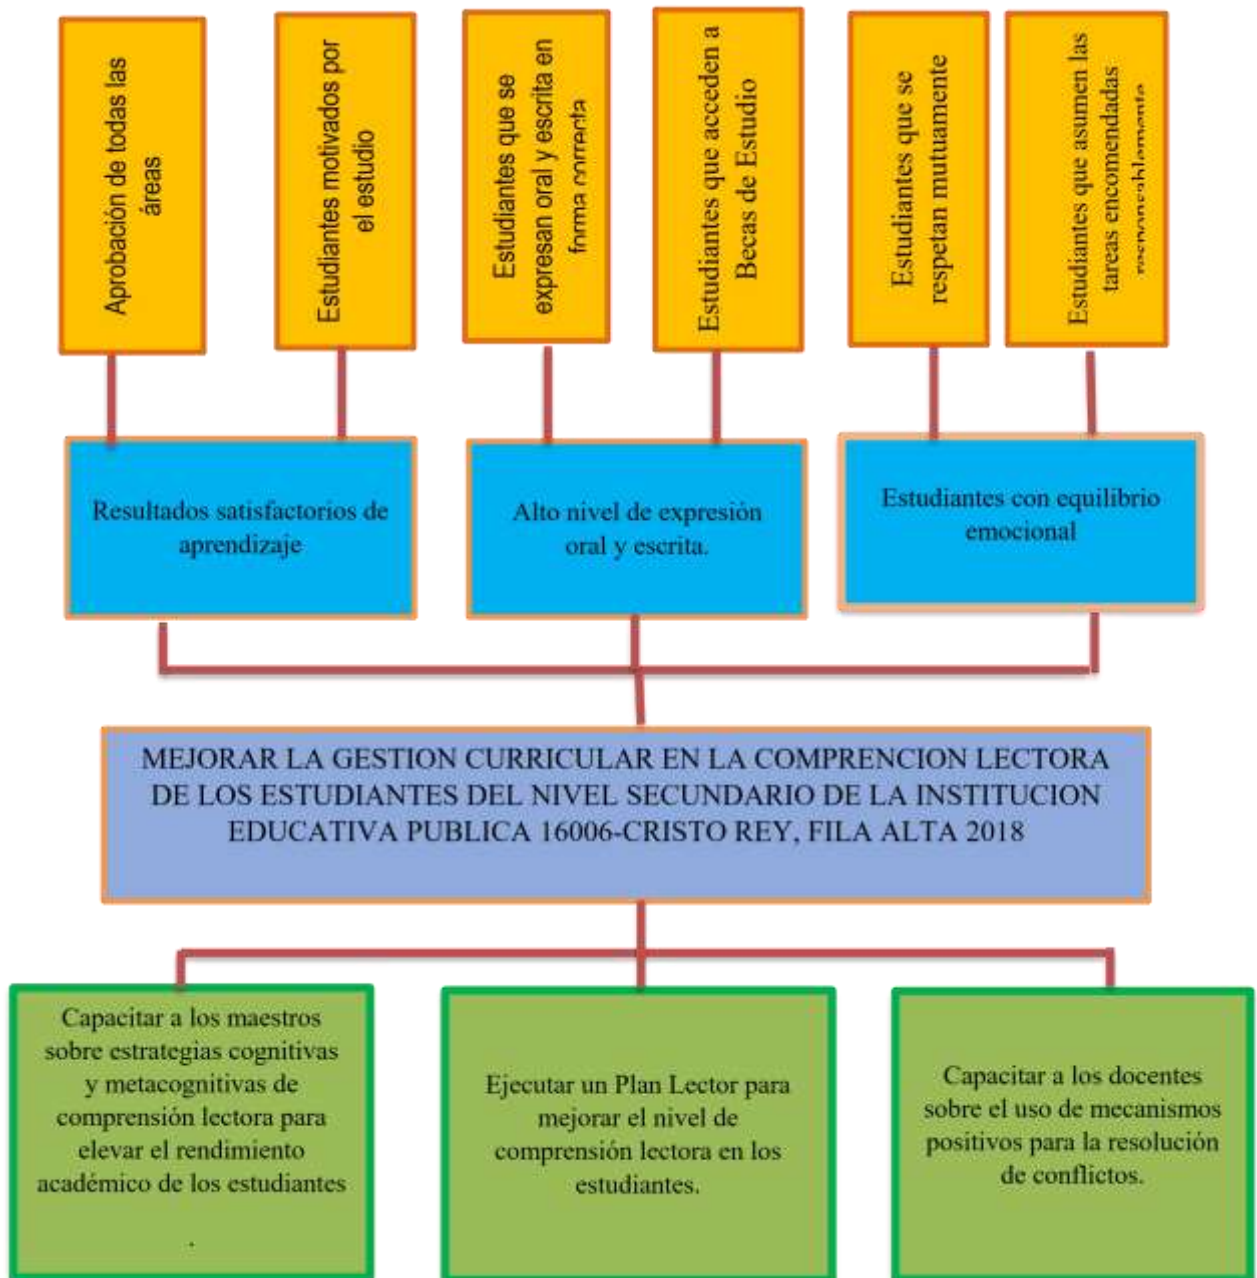 Aprobación de todas las
áreas
Estudiantes motivados por
el estudio
Estudiantes que se
expresan oral y escrita en
forma correcta
Estudiantes que acceden a
Becas de Estudio
Estudiantes que se
respetan mutuamente
Estudiantes que asumen las
tareas encomendadas
responsablemente
Resultados satisfactorios de
aprendizaje
Alto nivel de expresión
oral y escrita.
Estudiantes con equilibrio
emocional
MEJORAR LA GESTION CURRICULAR EN LA COMPRENCION LECTORA
DE LOS ESTUDIANTES DEL NIVEL SECUNDARIO DE LA INSTITUCION
EDUCATIVA PUBLICA 16006-CRISTO REY, FILA ALTA 2018
Capacitar a los maestros
sobre estrategias cognitivas
y metacognitivas de
comprensión lectora para
elevar el rendimiento
académico de los estudiantes
.
Ejecutar un Plan Lector para
mejorar el nivel de
comprensión lectora en los
estudiantes.
Capacitar a los docentes
sobre el uso de mecanismos
positivos para la resolución
de conflictos.